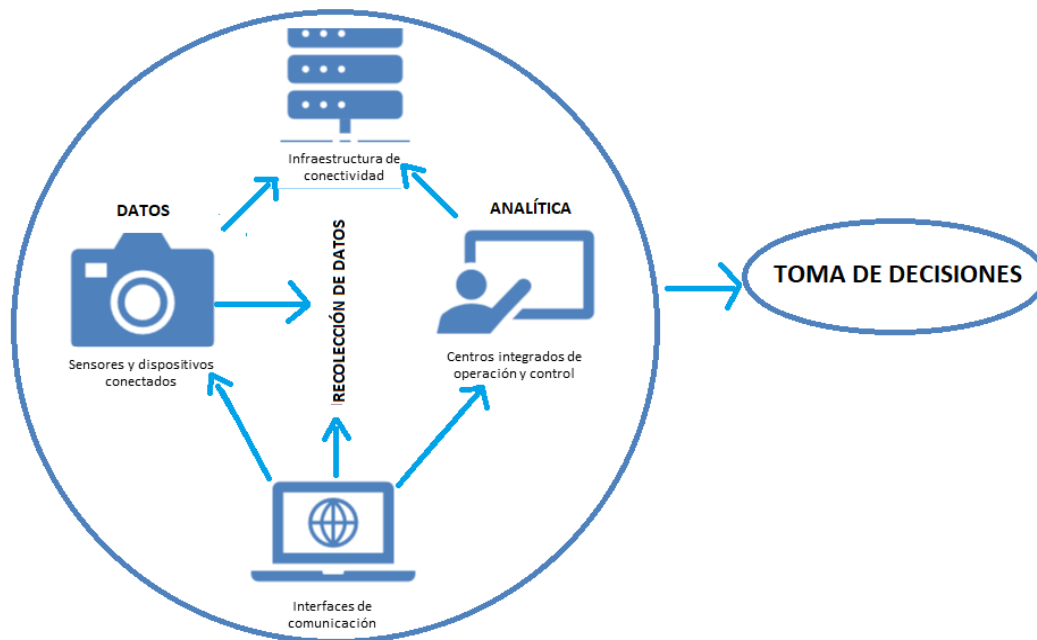 Infraestructura de
conectividad
DATOS
ANALÍTICA
RECOLECCIÓN DE DATOS
TOMA DE DECISIONES
Sensores y dispositivos
conectados
Centros integrados de
operación y control
Interfaces de
comunicación